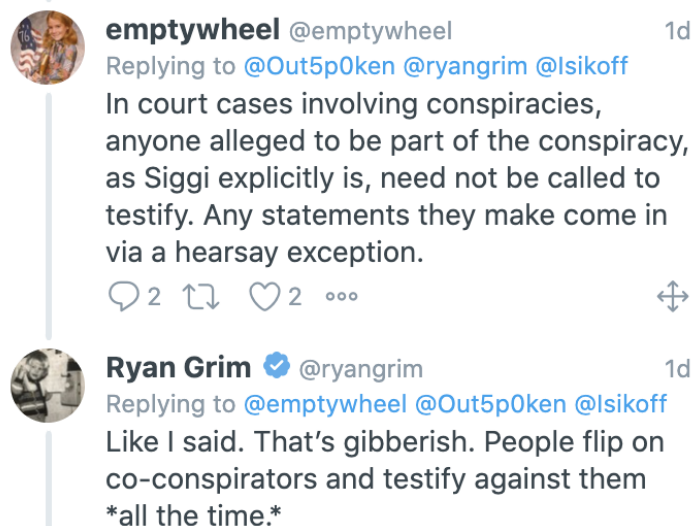 emptywheel @emptywheel 1d
Replying to @Out5p0ken @ryangrim @Isikoff
In court cases involving conspiracies,
anyone alleged to be part of the conspiracy,
as Siggi explicitly is, need not be called to
testify. Any statements they make come in
via a hearsay exception.
2 2
Ryan Grim @ryangrim 1d
Replying to @emptywheel @Out5p0ken @Isikoff
Like I said. That’s gibberish. People flip on
co-conspirators and testify against them
*all the time.*